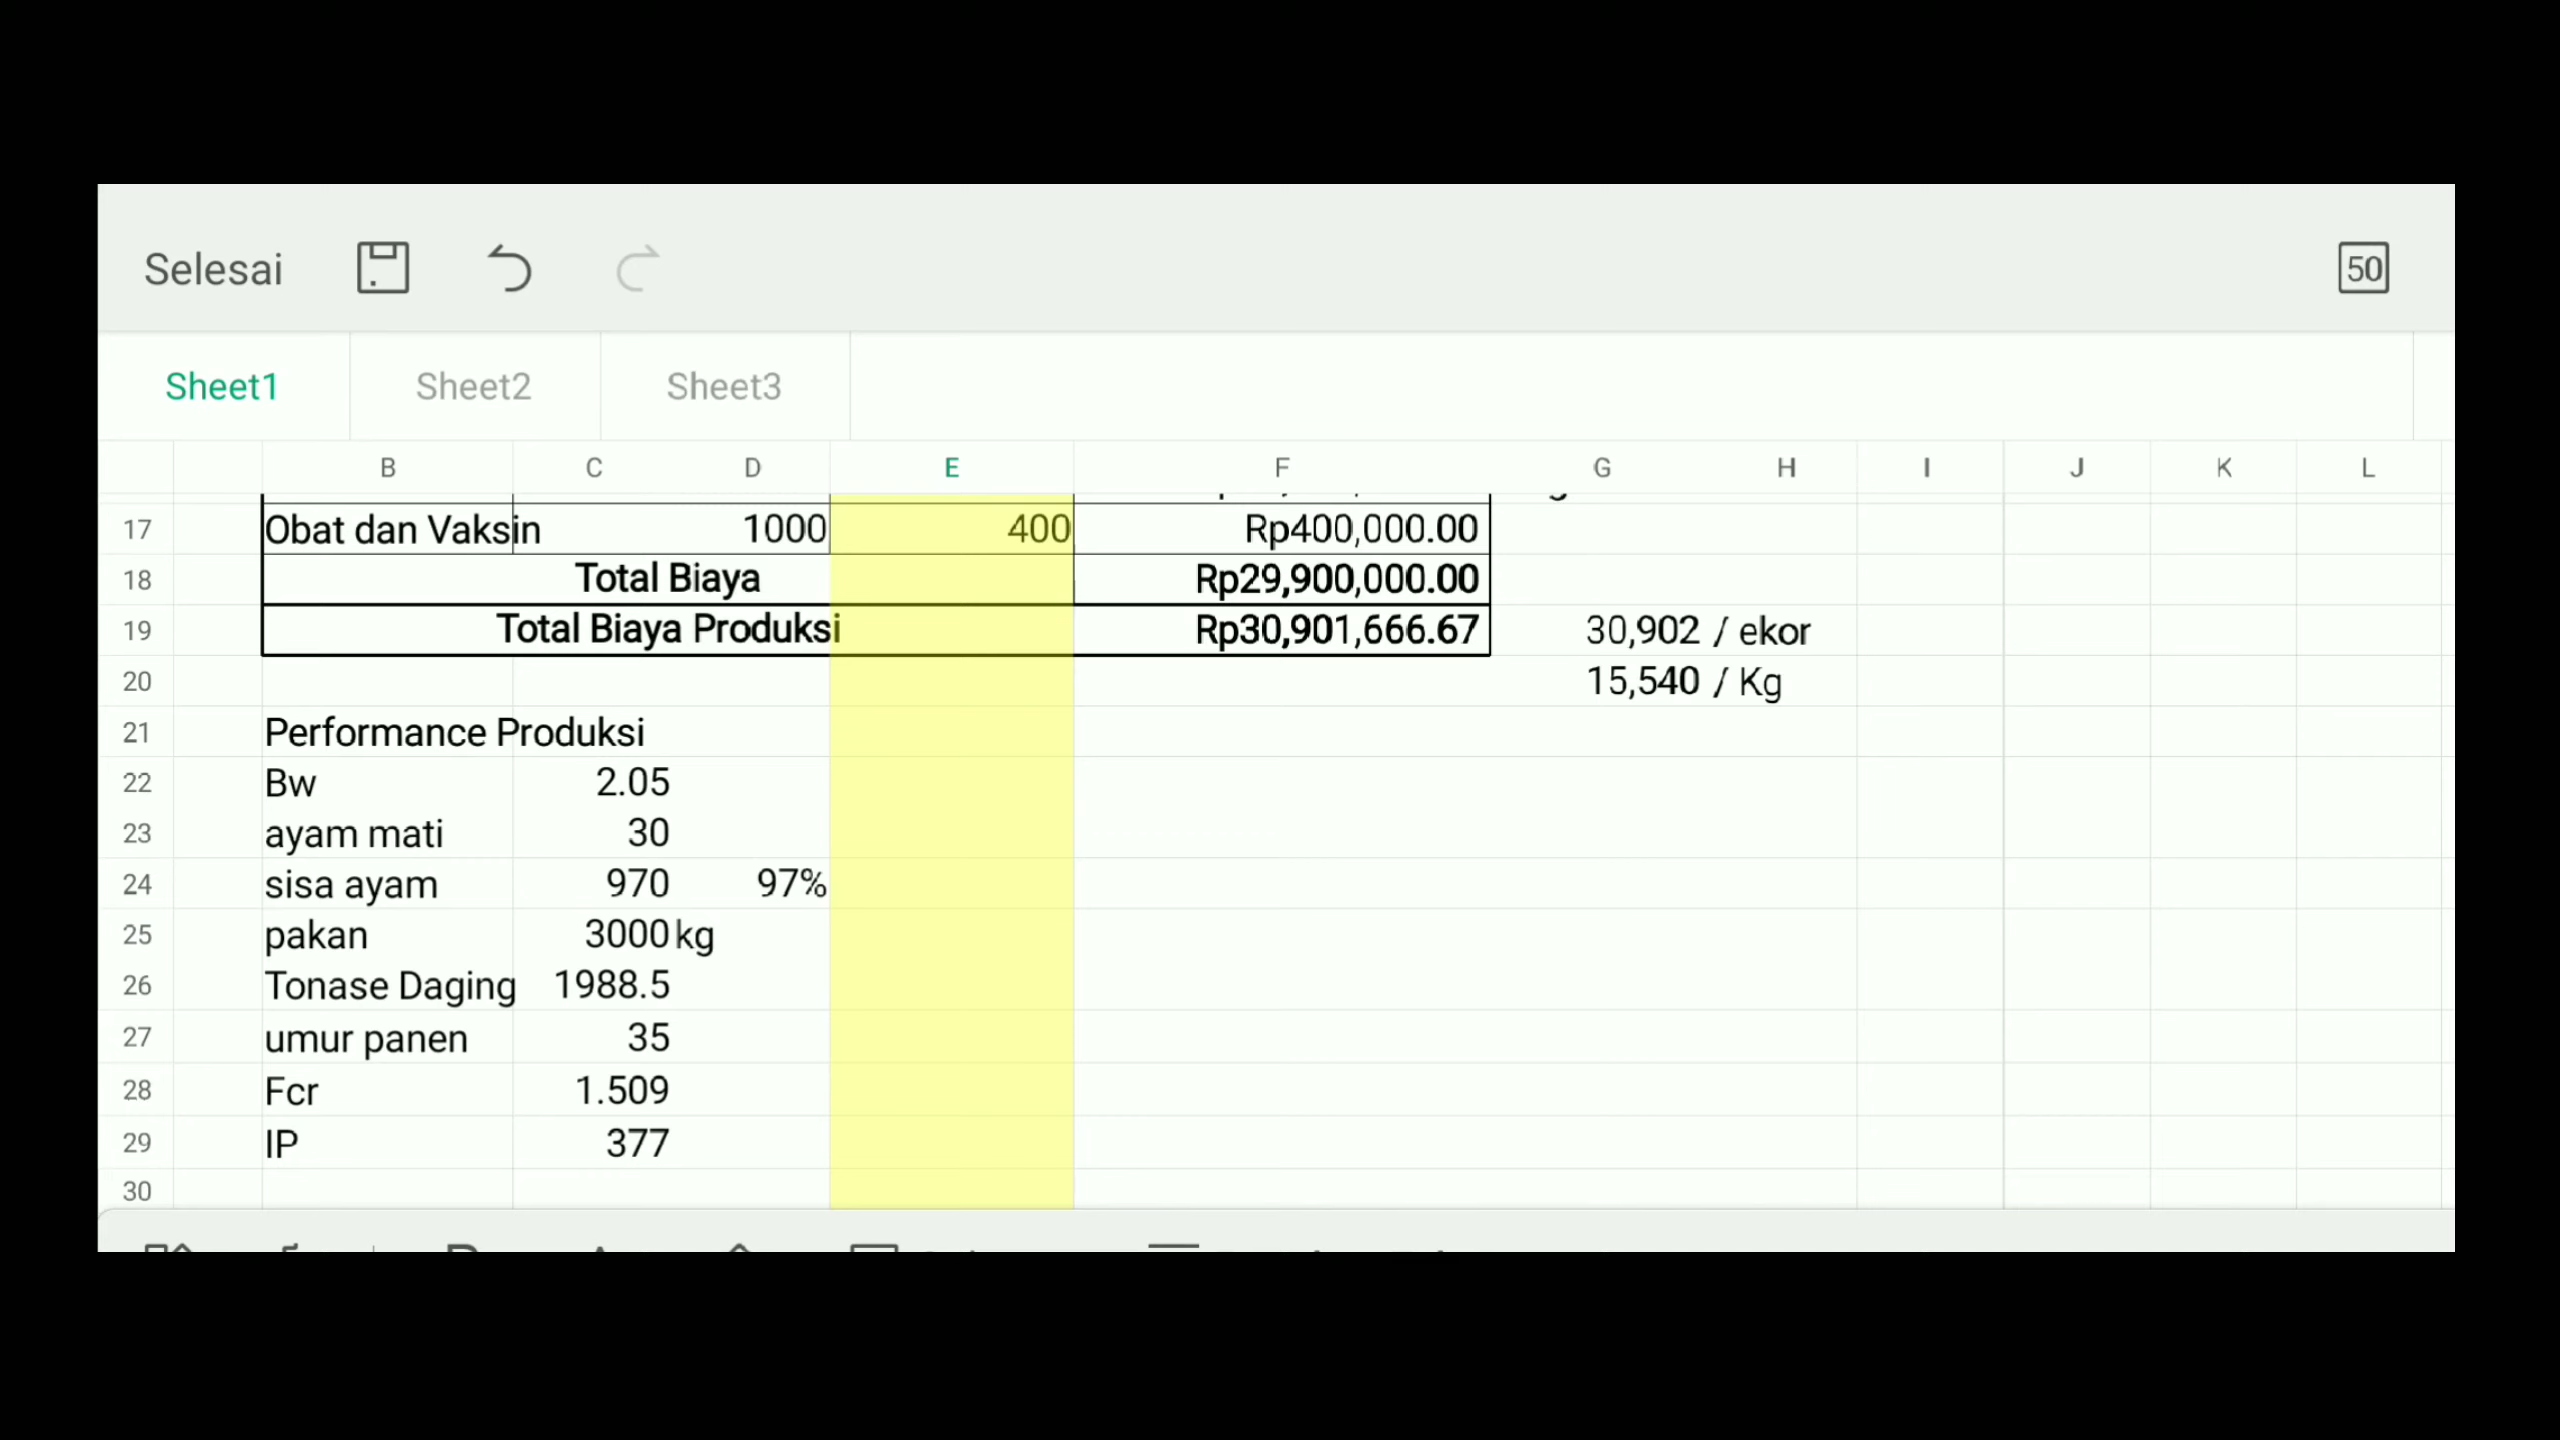 Selesai 50
Sheet1 Sheet2 Sheet3
B C D E F G H I J K L
17 Obat dan Vaksin 1000 400 Rp400,000.00
18 Total Biaya Rp29,900,000.00
19 Total Biaya Produksi Rp30,901,666.67 30,902 / ekor
20 15,540 / Kg
21 Performance Produksi
22 Bw 2.05
23 ayam mati 30
24 sisa ayam 970 97%
25 pakan 3000 kg
26 Tonase Daging 1988.5
27 umur panen 35
28 Fcr 1.509
29 IP 377
30